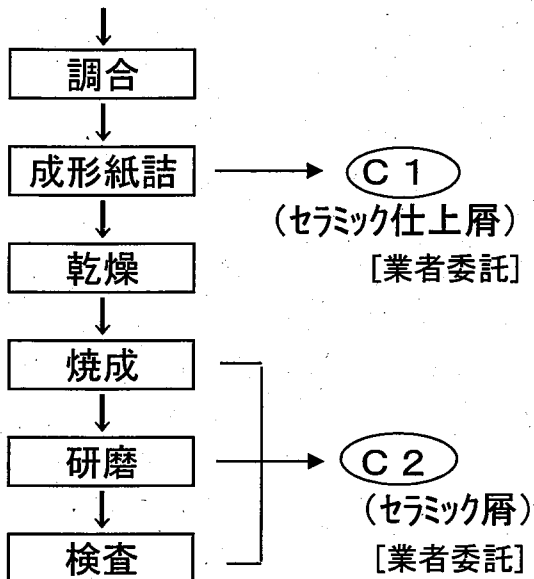 調合
成形紙詰
C1
(セラミック仕上屑)
乾燥
[業者委託]
焼成
研磨
C2
(セラミック屑)
検査
[業者委託]